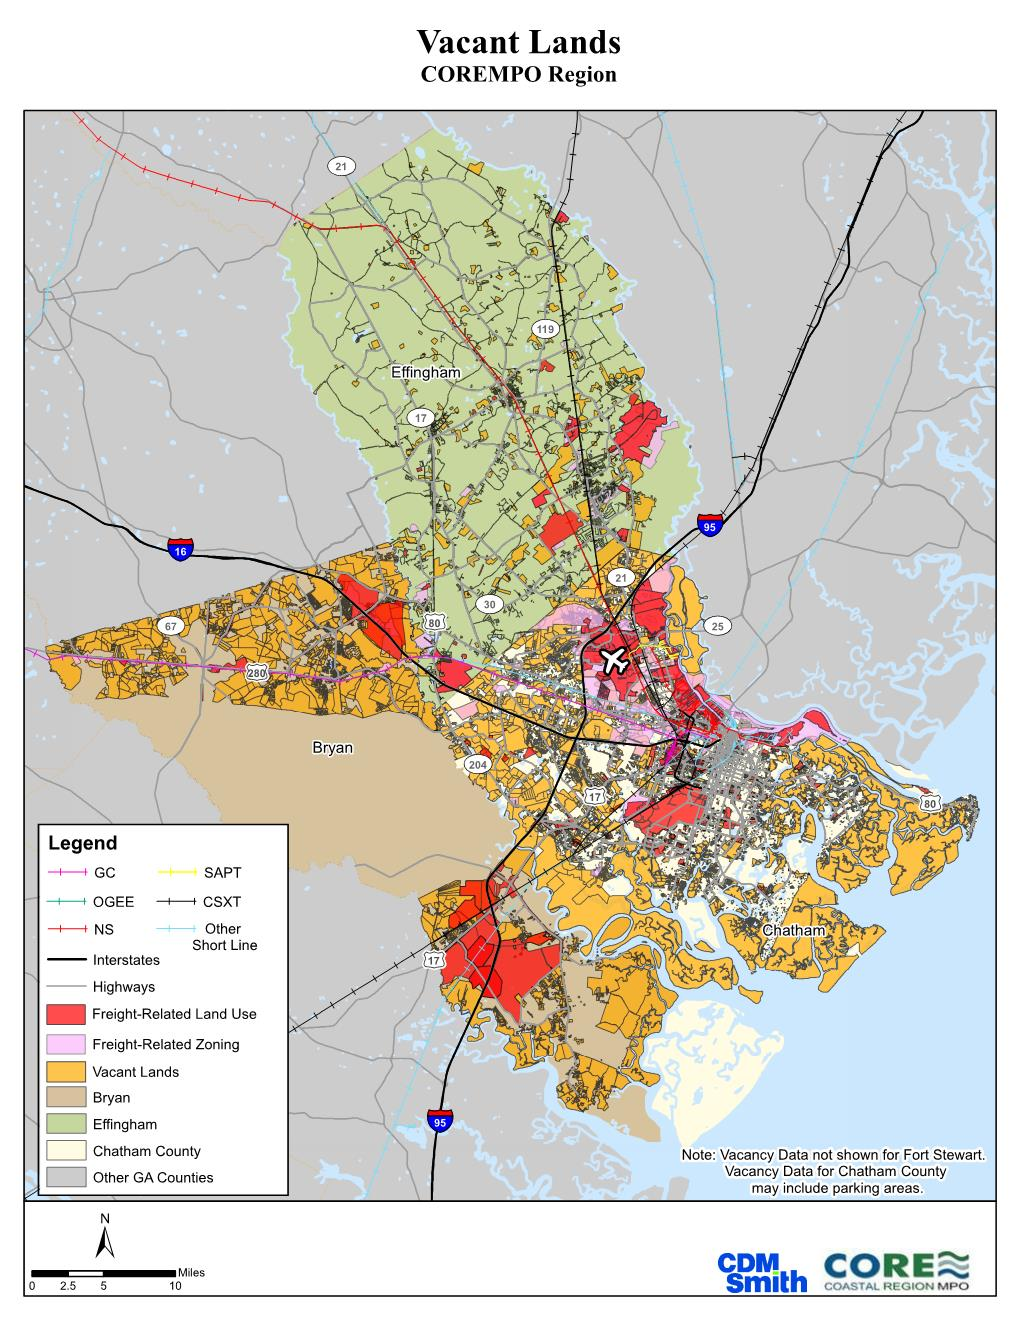 Vacant Lands
COREMPO Region
21
119
Effingham
17
95
16
21
30
80
25
67
280
Bryan
204
17
80
Chatham
17
95
Legend
GC
SAPT
OGEE
CSXT
NS
Other
Short Line
Interstates
Highways
Freight-Related Land Use
Freight-Related Zoning
Vacant Lands
Bryan
Effingham
Chatham County
Other GA Counties
Note: Vacancy Data not shown for Fort Stewart.
Vacancy Data for Chatham County
may include parking areas.
N
Miles
0 2.5 5 10
CDM
Smith
CORE
COASTAL REGION MPO